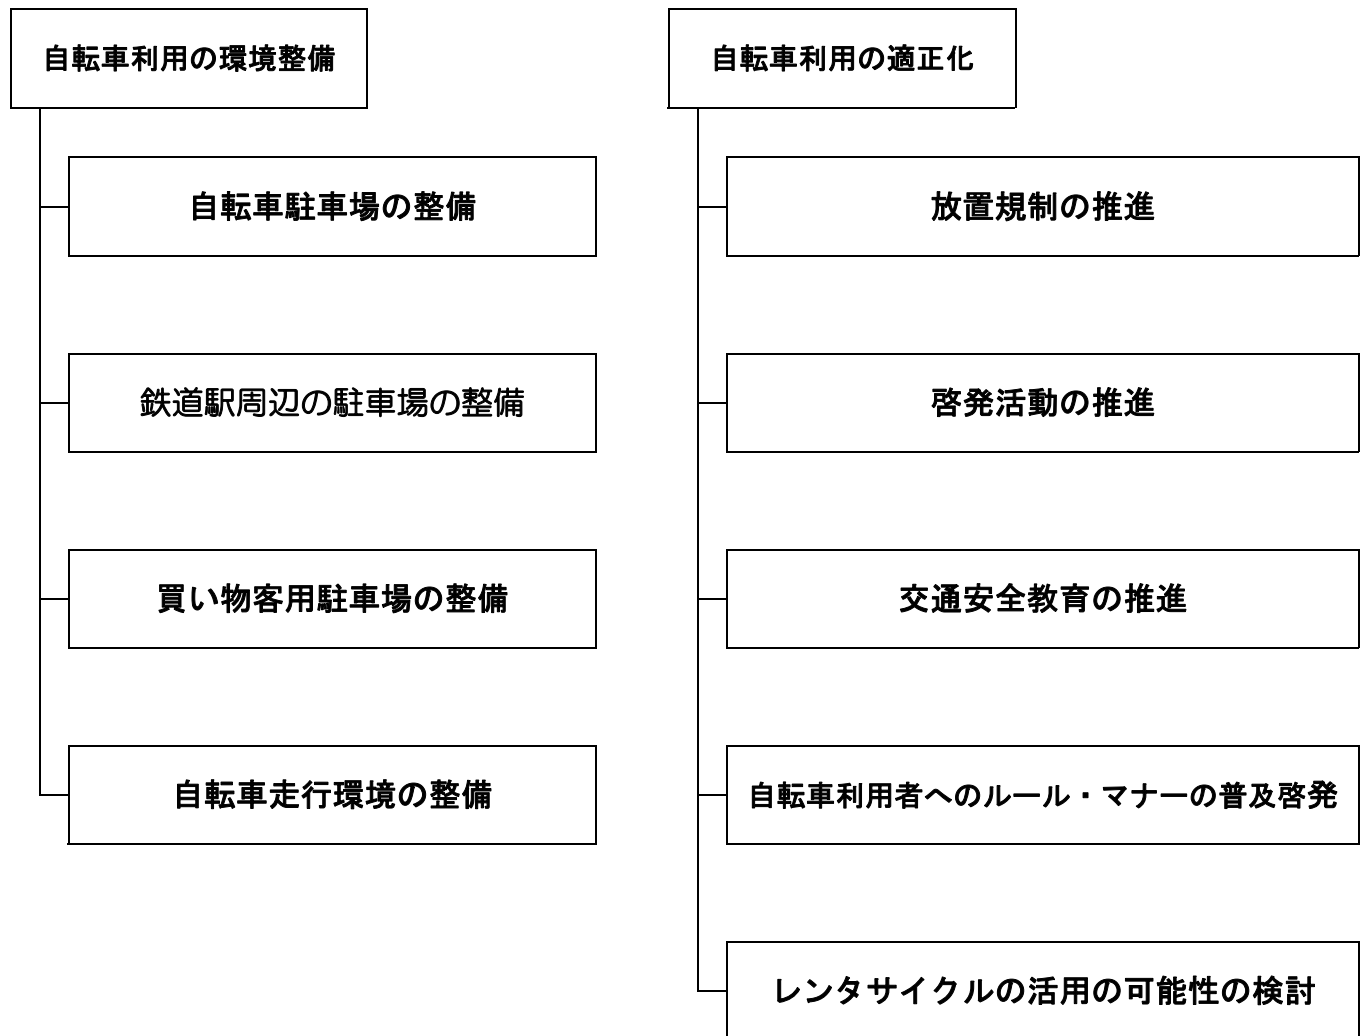 自転車利用の環境整備
自転車駐車場の整備
鉄道駅周辺の駐車場の整備
買い物客用駐車場の整備
自転車走行環境の整備
自転車利用の適正化
放置規制の推進
啓発活動の推進
交通安全教育の推進
自転車利用者へのルール・マナーの普及啓発
レンタサイクルの活用の可能性の検討